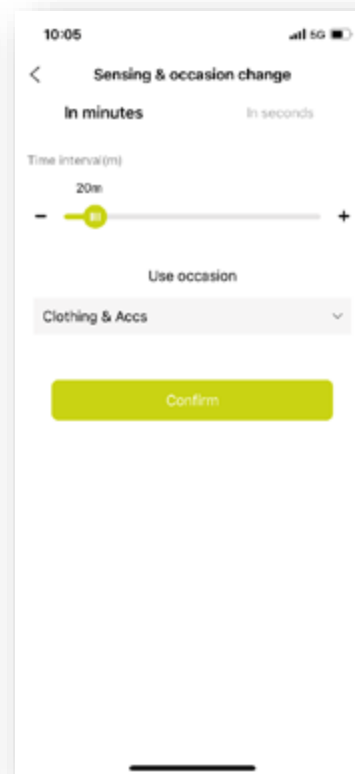 10:05 5G
Sensing & occasion change
In minutes In seconds
Time interval(m)
20m
- +
Use occasion
Clothing & Accs
Confirm